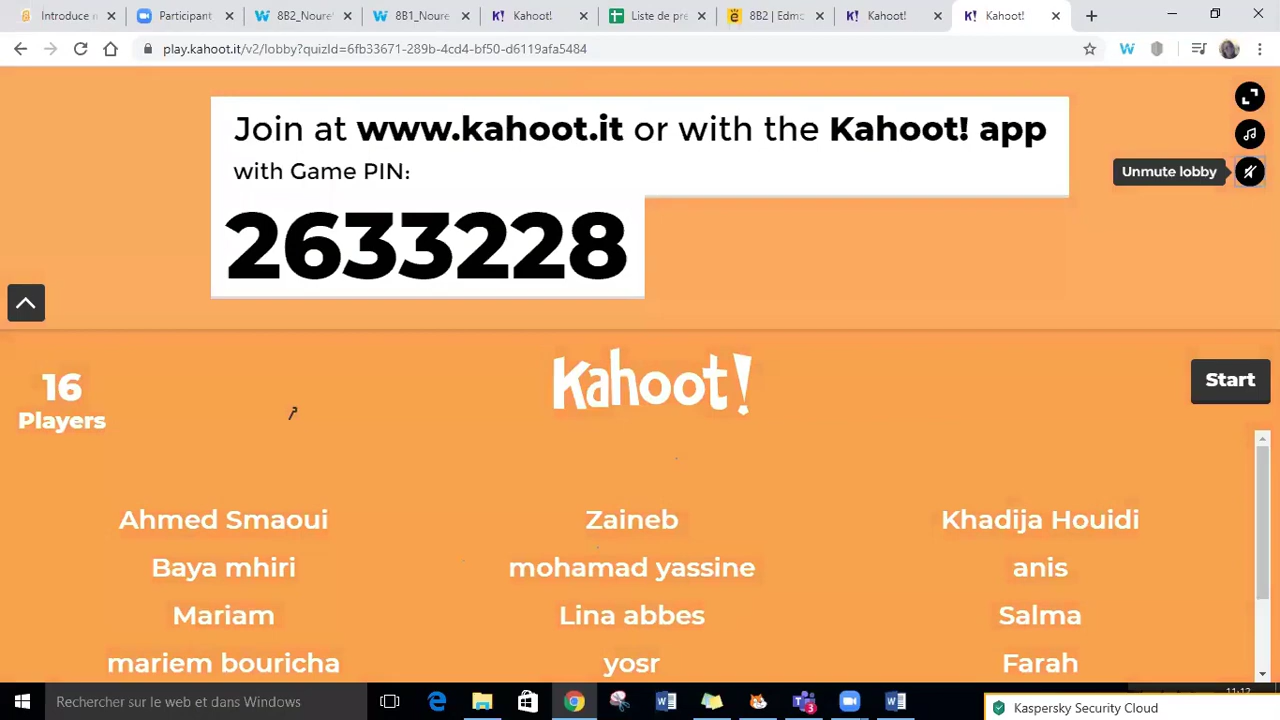 Introduce
Participant
8B2_Noure
8B1_Noure
Kahoot!
Liste de pr
8B2 | Edm
Kahoot!
Kahoot!
play.kahoot.it/v2/lobby?quizId=6fb33671-289b-4cd4-bf50-d6119afa5484
Join at www.kahoot.it or with the Kahoot! app
with Game PIN:
Unmute lobby
2633228
16
Players
Kahoot!
Start
Ahmed Smaoui
Zaineb
Khadija Houidi
Baya mhiri
mohamad yassine
anis
Mariam
Lina abbes
Salma
mariem bouricha
yosr
Farah
Rechercher sur le web et dans Windows
11:12
Kaspersky Security Cloud